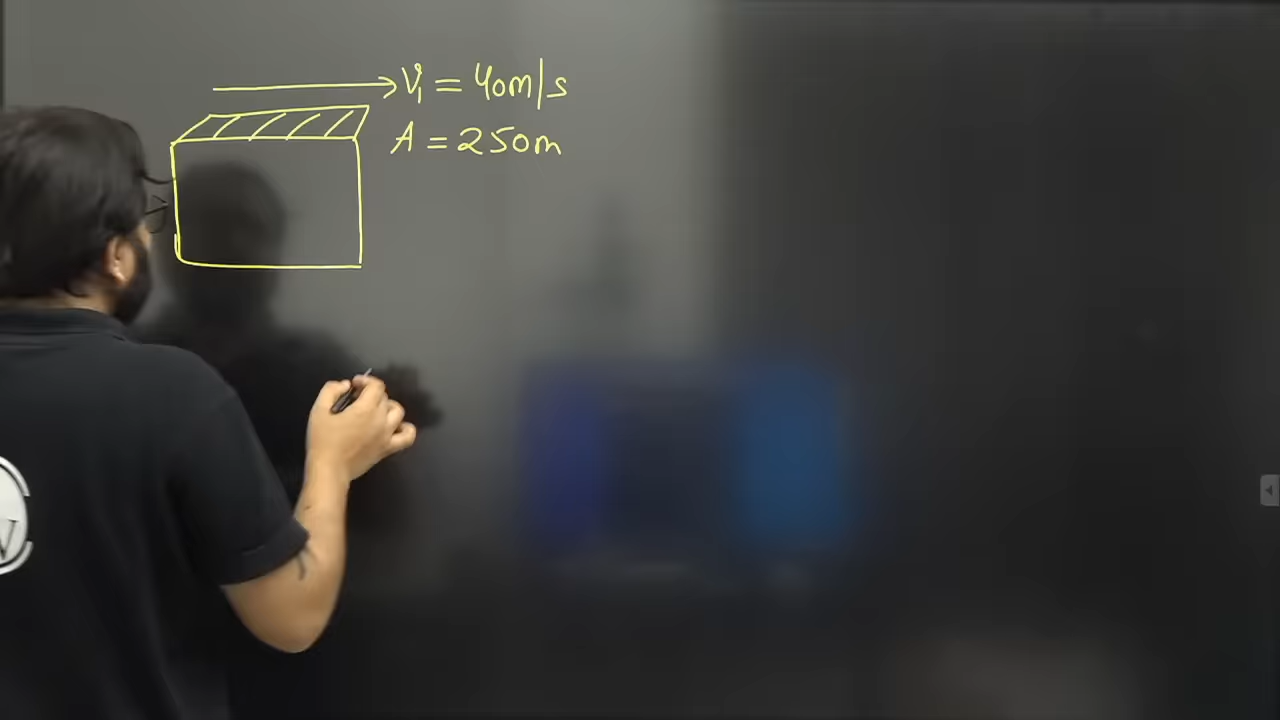 V₁ = 40m/s
A = 250m